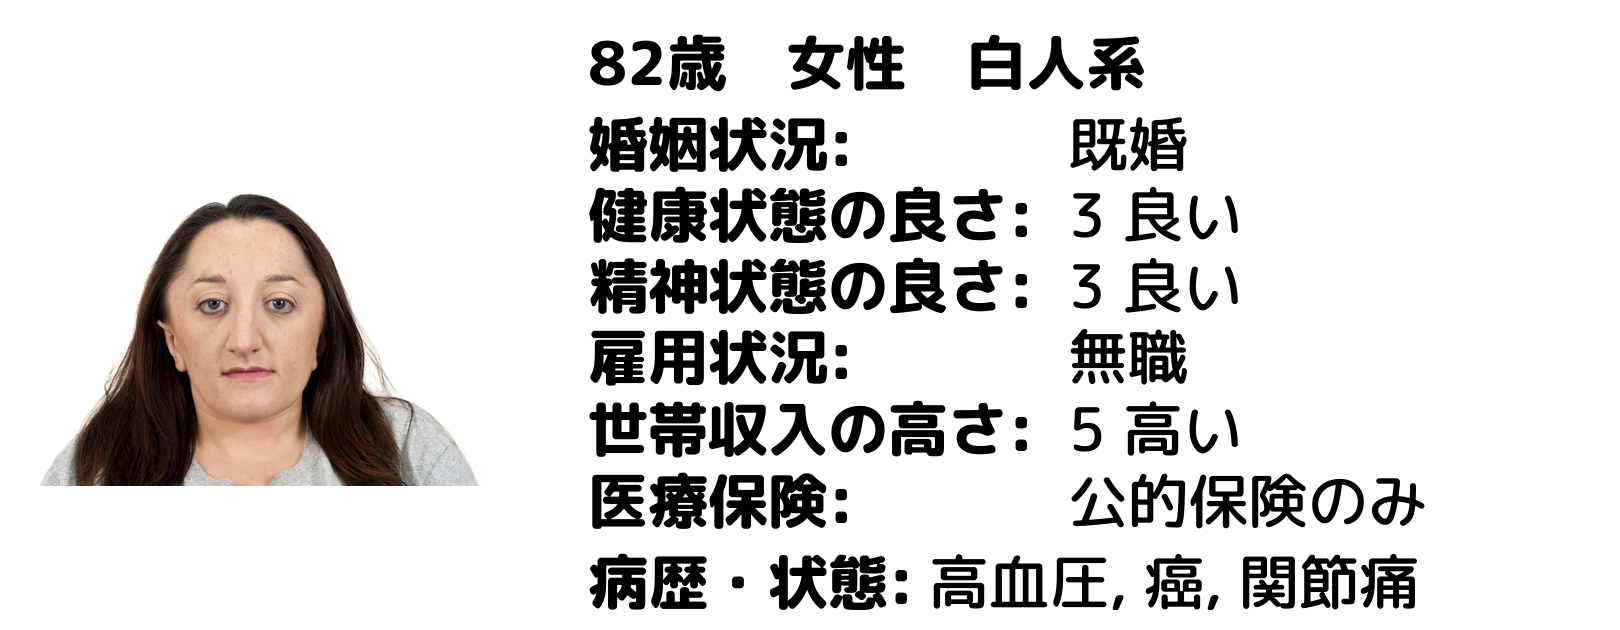 82歳　女性　白人系
婚姻状況: 既婚
健康状態の良さ: 3 良い
精神状態の良さ: 3 良い
雇用状況: 無職
世帯収入の高さ: 5 高い
医療保険: 公的保険のみ
病歴・状態: 高血圧, 癌, 関節痛